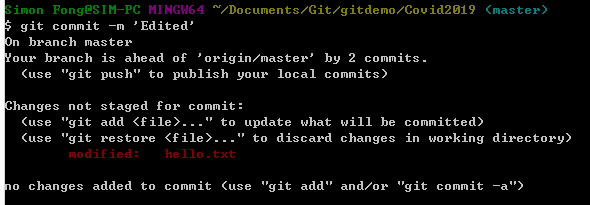 Simon Fong@SIM-PC MINGW64 ~/Documents/Git/gitdemo/Covid2019 (master)
$ git commit -m 'Edited'
On branch master
Your branch is ahead of 'origin/master' by 2 commits.
  (use "git push" to publish your local commits)

Changes not staged for commit:
  (use "git add <file>..." to update what will be committed)
  (use "git restore <file>..." to discard changes in working directory)
        modified:   hello.txt

no changes added to commit (use "git add" and/or "git commit -a")